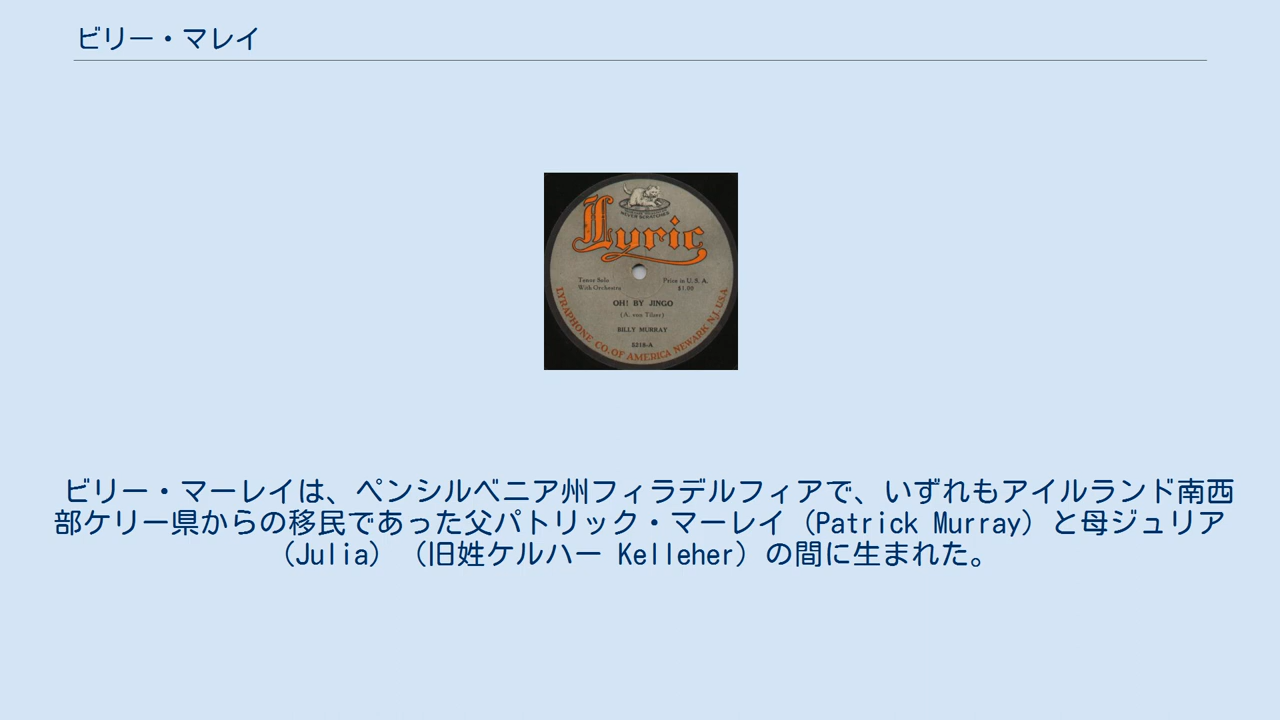 ビリー・マレイ
Lyric
Tenor Solo
With Orchestra
Price in U. S. A.
$1.00
OH! BY JINGO
(A. von Tilzer)
BILLY MURRAY
LYRAPHONE CO. OF AMERICA NEWARK N.J. U.S.A.
ビリー・マーレイは、ペンシルベニア州フィラデルフィアで、いずれもアイルランド南西
部ケリー県からの移民であった父パトリック・マーレイ（Patrick Murray）と母ジュリア
（Julia）（旧姓ケルハー Kelleher）の間に生まれた。